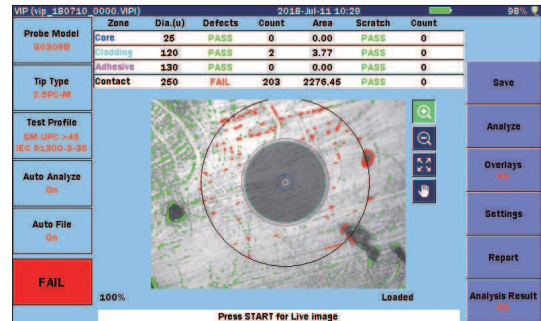 VIP (vip_180710_0000.VIPI) 2018-Jul-11 10:29 98%
Zone Dia.(u) Defects Count Area Scratch Count
Core 25 PASS 0 0.00 PASS 0
Cladding 120 PASS 2 3.77 PASS 0
Adhesive 130 PASS 0 0.00 PASS 0
Contact 250 FAIL 203 2276.45 PASS 0
Probe Model
G0306B
Tip Type
2.5PC-M
Test Profile
SM UPC >45
IEC 61300-3-35
Auto Analyze
On
Auto File
On
FAIL
100% Loaded
Press START for Live image
Save
Analyze
Overlays
Settings
Report
Analysis Result